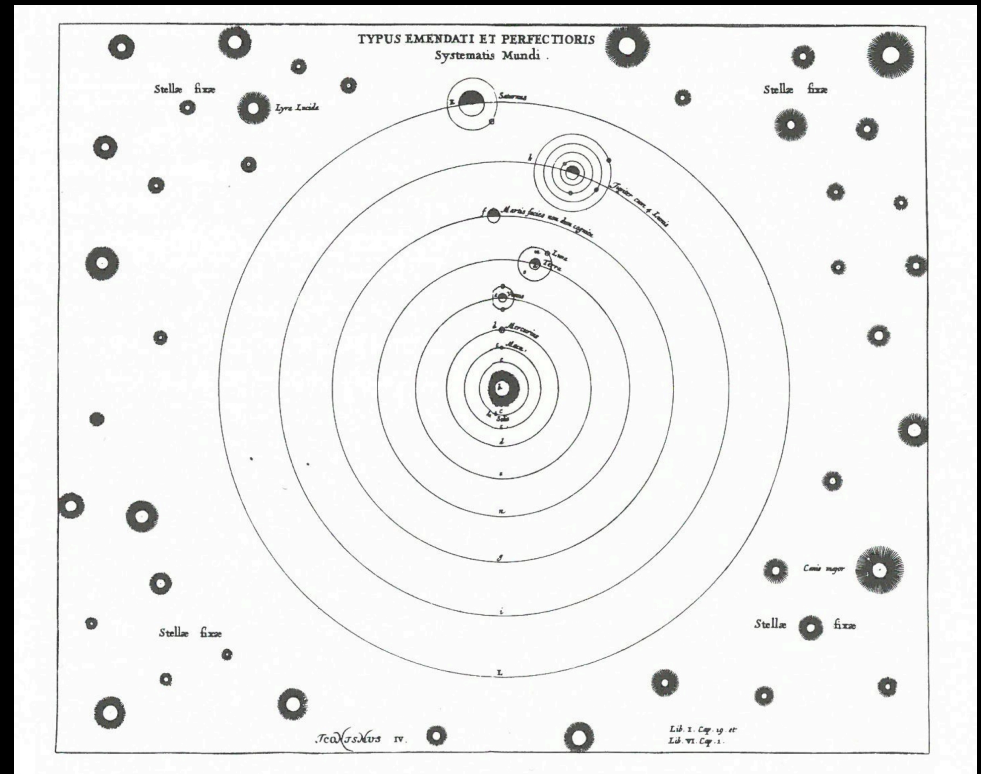 TYPUS EMENDATI ET PERFECTIORIS
Systematis Mundi .
Stellæ fixæ
Stellæ fixæ
Lyræ Lucida
Saturnus
Jupiter cum 4 Lunis
Martis facies non dum cognita
Luna
Terra
Venus
Mercurius
d
e
n
g
i
Canis major
Stellæ fixæ
Stellæ fixæ
IV.
Lib. I. Cap. 19. et
Lib. VI. Cap. 1.